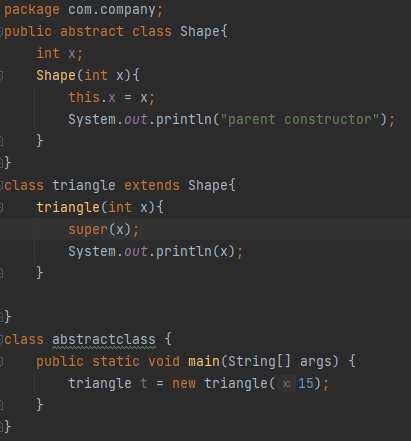 package com.company;
public abstract class Shape{
    int x;
    Shape(int x){
        this.x = x;
        System.out.println("parent constructor");
    }
}
class triangle extends Shape{
    triangle(int x){
        super(x);
        System.out.println(x);
    }

}
class abstractclass {
    public static void main(String[] args) {
        triangle t = new triangle( x: 15);
    }
}